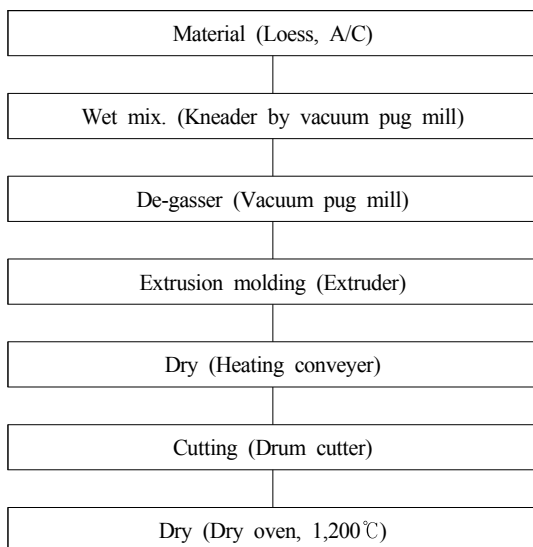 Material (Loess, A/C)
Wet mix. (Kneader by vacuum pug mill)
De-gasser (Vacuum pug mill)
Extrusion molding (Extruder)
Dry (Heating conveyer)
Cutting (Drum cutter)
Dry (Dry oven, 1,200℃)